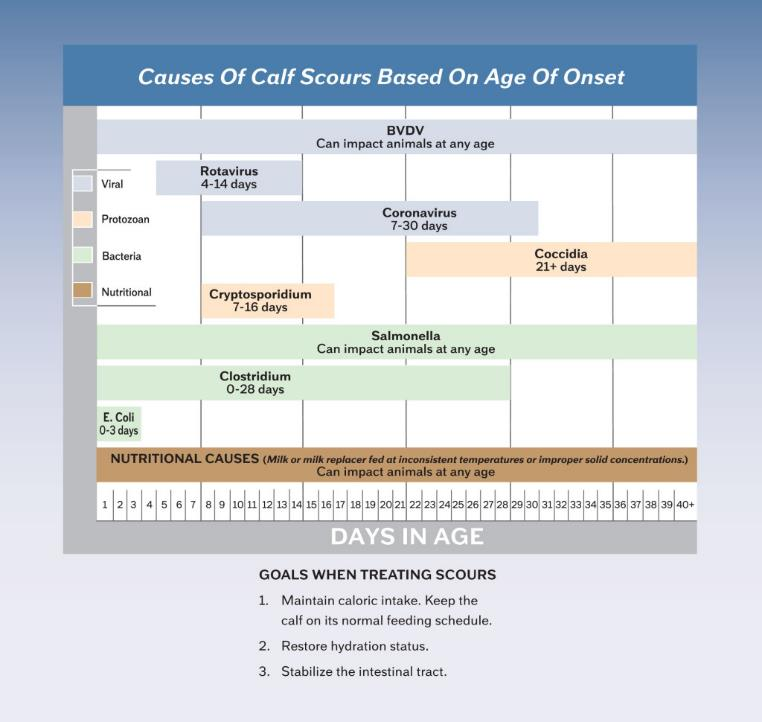 Causes Of Calf Scours Based On Age Of Onset
BVDV
Can impact animals at any age
Rotavirus
4-14 days
Viral
Coronavirus
7-30 days
Protozoan
Coccidia
21+ days
Bacteria
Cryptosporidium
7-16 days
Nutritional
Salmonella
Can impact animals at any age
Clostridium
0-28 days
E. Coli
0-3 days
NUTRITIONAL CAUSES (Milk or milk replacer fed at inconsistent temperatures or improper solid concentrations.)
Can impact animals at any age
1 2 3 4 5 6 7 8 9 10 11 12 13 14 15 16 17 18 19 20 21 22 23 24 25 26 27 28 29 30 31 32 33 34 35 36 37 38 39 40+
DAYS IN AGE
GOALS WHEN TREATING SCOURS
1. Maintain caloric intake. Keep the
calf on its normal feeding schedule.
2. Restore hydration status.
3. Stabilize the intestinal tract.